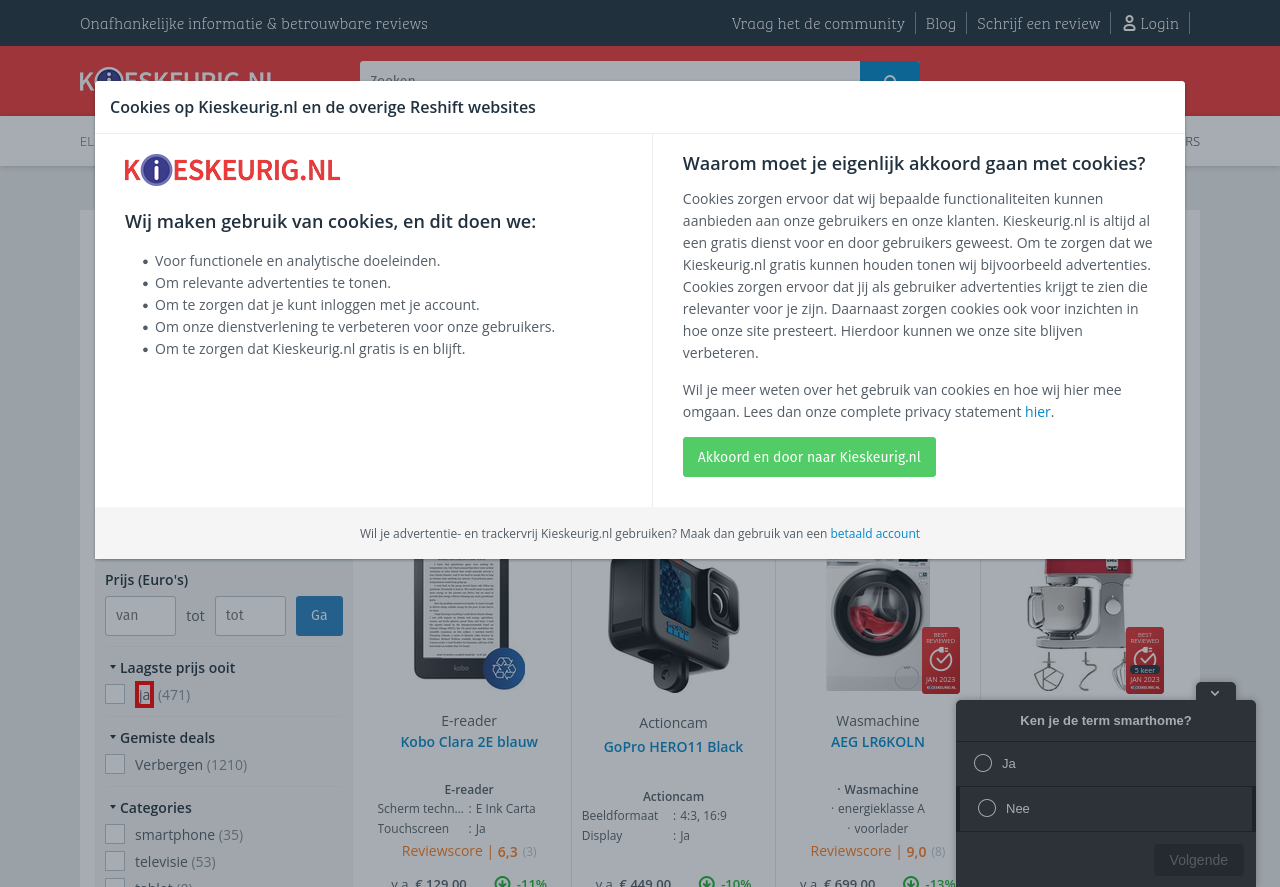 Onafhankelijke informatie & betrouwbare reviews
Vraag het de community
Blog
Schrijf een review
Login
Cookies op Kieskeurig.nl en de overige Reshift websites
KiESKEURIG.NL
Wij maken gebruik van cookies, en dit doen we:
• Voor functionele en analytische doeleinden.
• Om relevante advertenties te tonen.
• Om te zorgen dat je kunt inloggen met je account.
• Om onze dienstverlening te verbeteren voor onze gebruikers.
• Om te zorgen dat Kieskeurig.nl gratis is en blijft.
Waarom moet je eigenlijk akkoord gaan met cookies?
Cookies zorgen ervoor dat wij bepaalde functionaliteiten kunnen
aanbieden aan onze gebruikers en onze klanten. Kieskeurig.nl is altijd al
een gratis dienst voor en door gebruikers geweest. Om te zorgen dat we
Kieskeurig.nl gratis kunnen houden tonen wij bijvoorbeeld advertenties.
Cookies zorgen ervoor dat jij als gebruiker advertenties krijgt te zien die
relevanter voor je zijn. Daarnaast zorgen cookies ook voor inzichten in
hoe onze site presteert. Hierdoor kunnen we onze site blijven
verbeteren.
Wil je meer weten over het gebruik van cookies en hoe wij hier mee
omgaan. Lees dan onze complete privacy statement hier.
Akkoord en door naar Kieskeurig.nl
Wil je advertentie- en trackervrij Kieskeurig.nl gebruiken? Maak dan gebruik van een betaald account
Prijs (Euro's)
van tot tot Ga
Laagste prijs ooit
ja (471)
Gemiste deals
Verbergen (1210)
Categories
smartphone (35)
televisie (53)
kobo
E-reader
Kobo Clara 2E blauw
E-reader
Scherm techn... : E Ink Carta
Touchscreen : Ja
Reviewscore | 6,3 (3)
v.a. € 129,00 -11%
Actioncam
GoPro HERO11 Black
Actioncam
Beeldformaat : 4:3, 16:9
Display : Ja
v.a. € 449,00 -10%
BEST
REVIEWED
JAN 2023
KiESKEURIG.NL
Wasmachine
AEG LR6KOLN
· Wasmachine
· energieklasse A
· voorlader
Reviewscore | 9,0 (8)
v.a. € 699,00 -13%
BEST
REVIEWED
5 keer
JAN 2023
KiESKEURIG.NL
Ken je de term smarthome?
Ja
Nee
Volgende